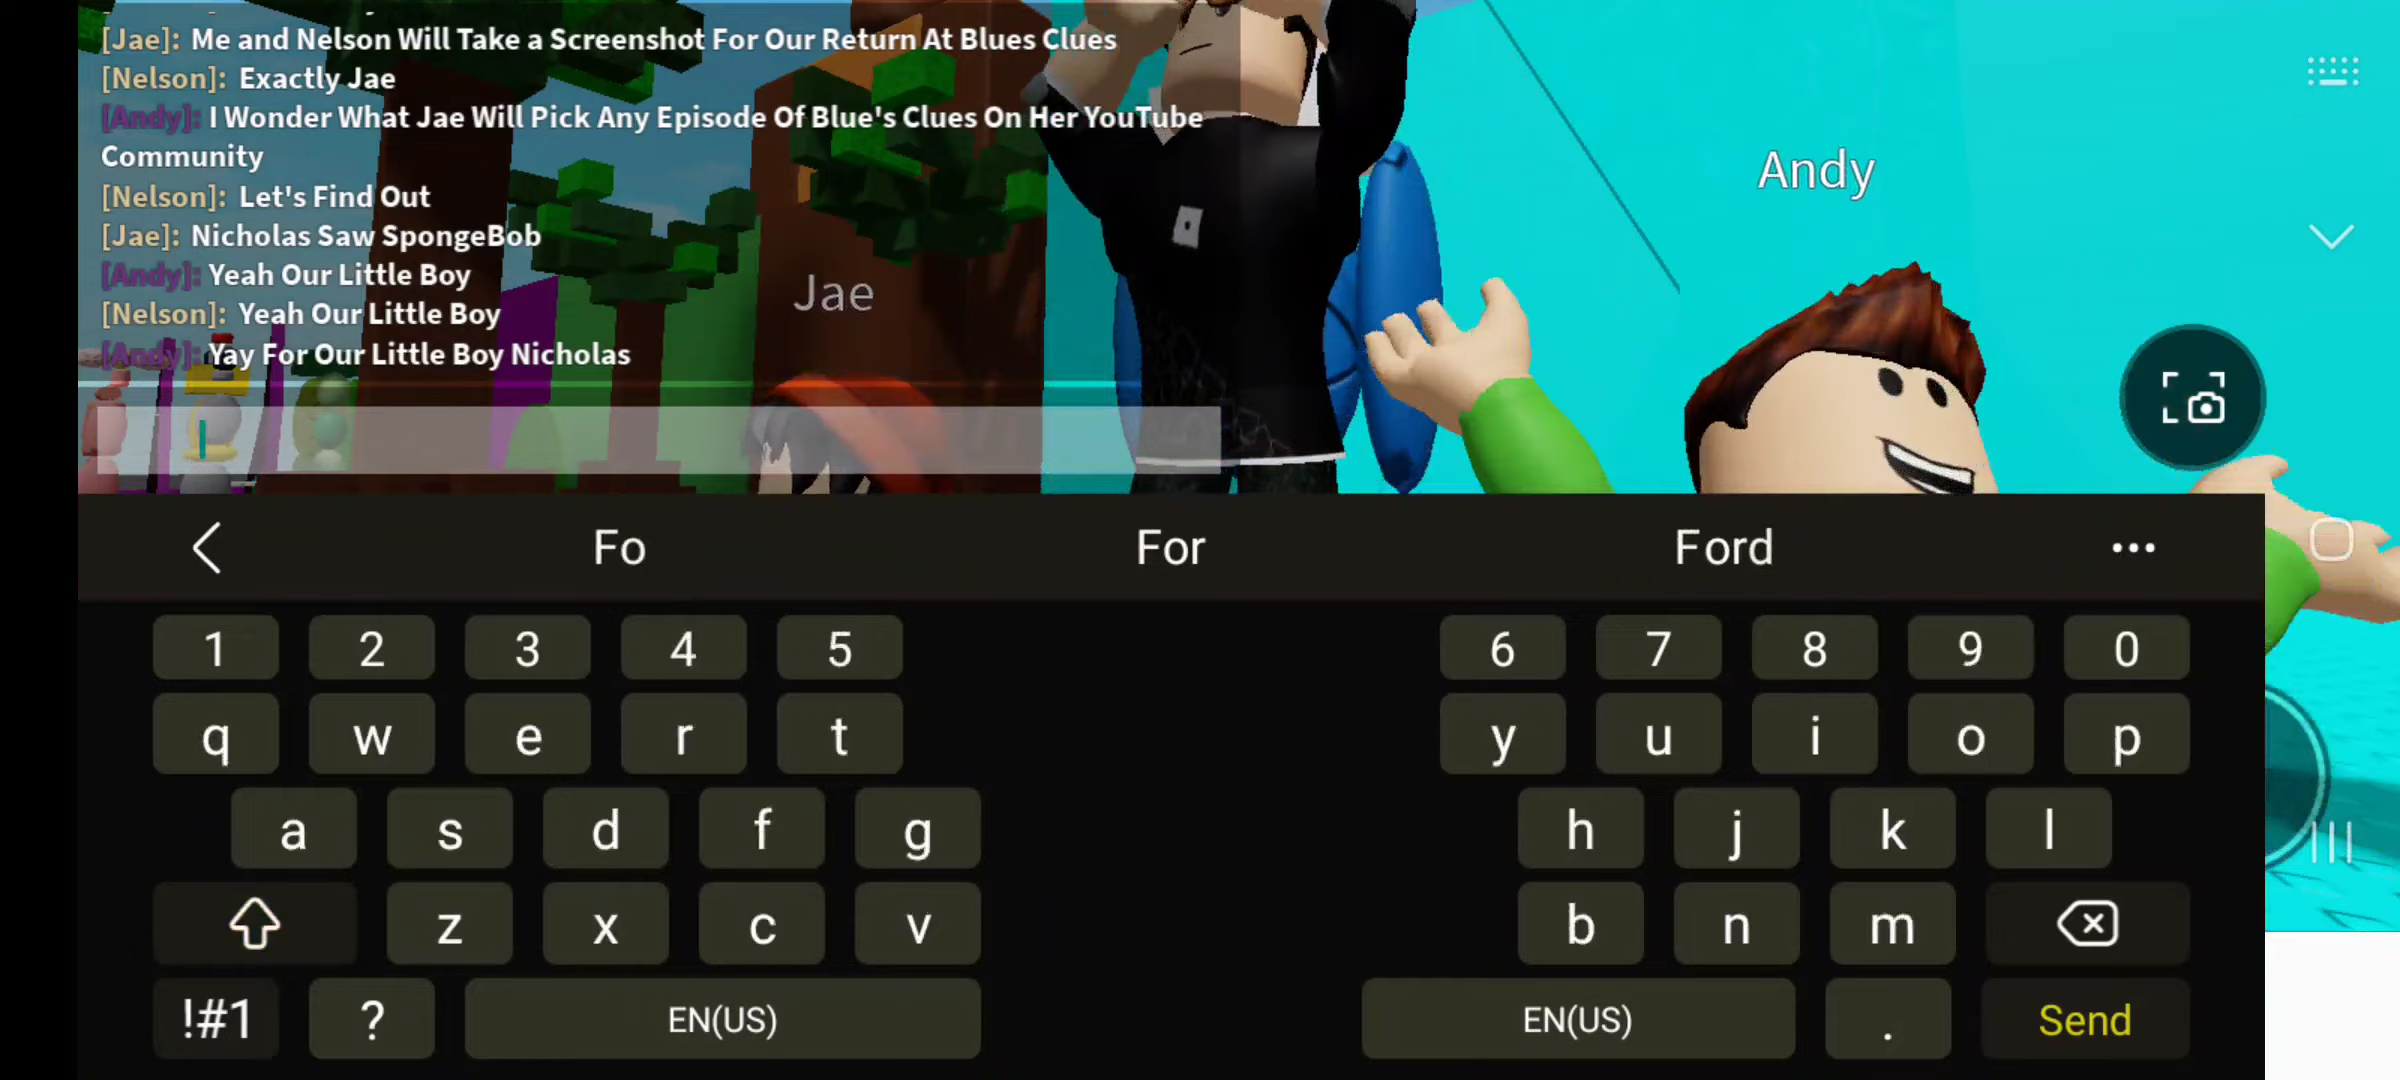 [Jae]: Me and Nelson Will Take a Screenshot For Our Return At Blues Clues
[Nelson]: Exactly Jae
[Andy]: I Wonder What Jae Will Pick Any Episode Of Blue's Clues On Her YouTube
Community
[Nelson]: Let's Find Out
[Jae]: Nicholas Saw SpongeBob
[Andy]: Yeah Our Little Boy
[Nelson]: Yeah Our Little Boy
[Andy]: Yay For Our Little Boy Nicholas
Andy
Jae
Fo For Ford
1 2 3 4 5 6 7 8 9 0
q w e r t y u i o p
a s d f g h j k l
z x c v b n m
!#1 ? EN(US) EN(US) . Send